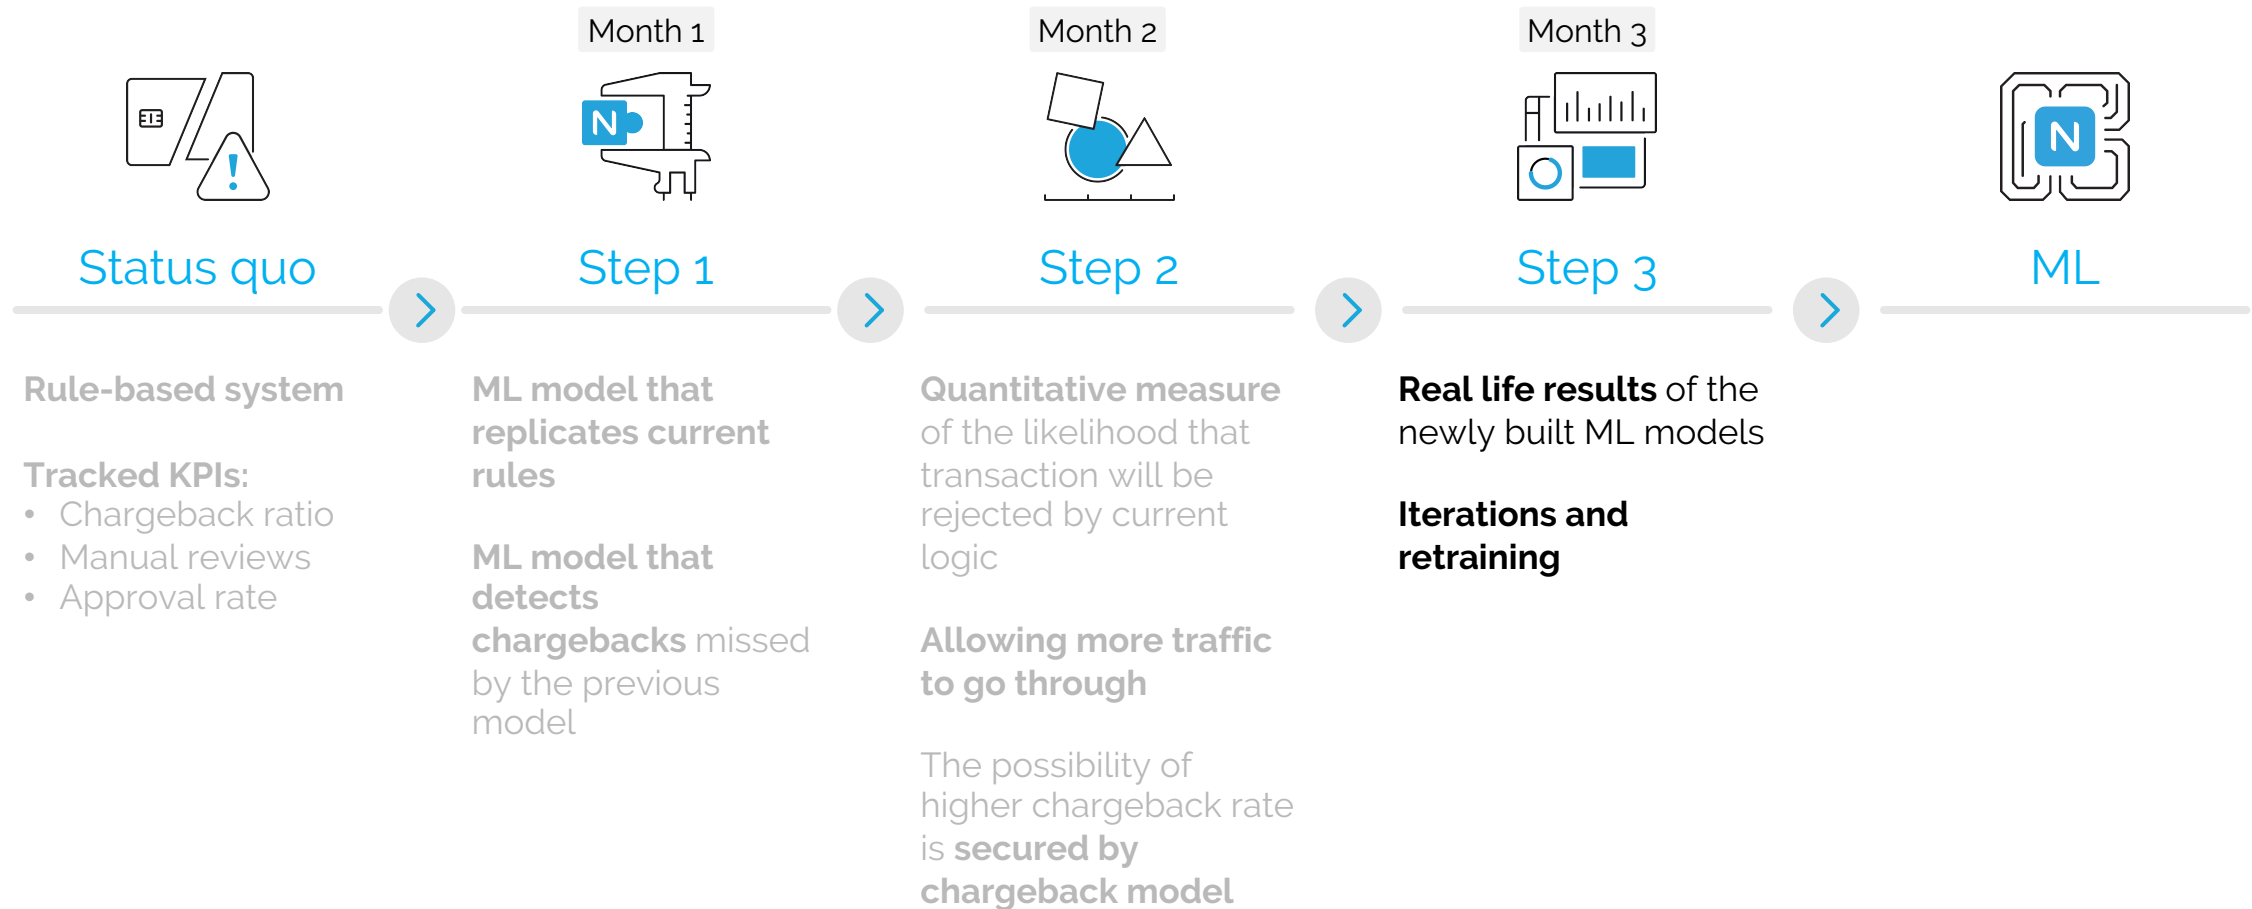 Month 1
Month 2
Month 3
N
N
Status quo
Step 1
Step 2
Step 3
ML
Rule-based system
Tracked KPIs:
• Chargeback ratio
• Manual reviews
• Approval rate
ML model that
replicates current
rules
ML model that
detects
chargebacks missed
by the previous
model
Quantitative measure
of the likelihood that
transaction will be
rejected by current
logic
Allowing more traffic
to go through
The possibility of
higher chargeback rate
is secured by
chargeback model
Real life results of the
newly built ML models
Iterations and
retraining